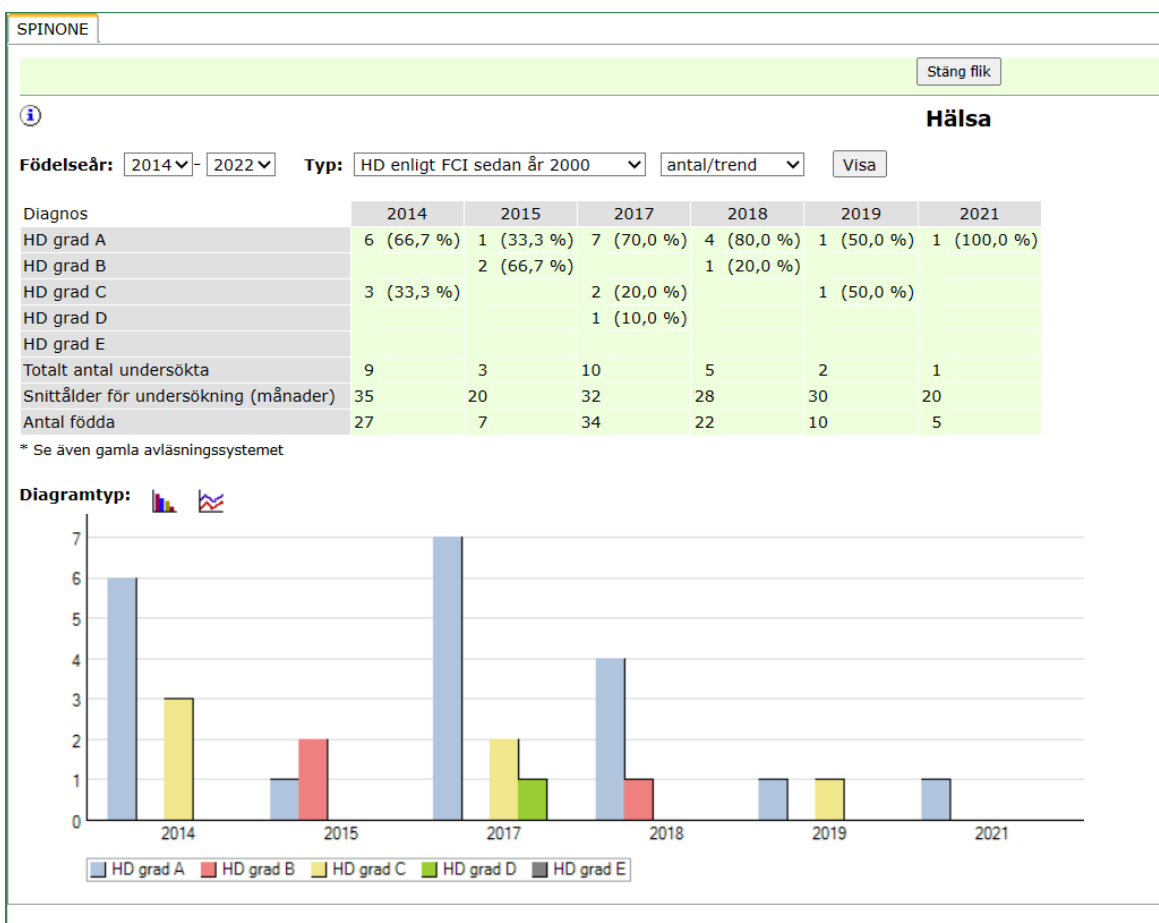 SPINONE
Stäng flik
Hälsa
Födelseår: 2014 - 2022 Typ: HD enligt FCI sedan år 2000 antal/trend Visa
Diagnos 2014 2015 2017 2018 2019 2021
HD grad A 6 (66,7 %) 1 (33,3 %) 7 (70,0 %) 4 (80,0 %) 1 (50,0 %) 1 (100,0 %)
HD grad B 2 (66,7 %) 1 (20,0 %)
HD grad C 3 (33,3 %) 2 (20,0 %) 1 (50,0 %)
HD grad D 1 (10,0 %)
HD grad E
Totalt antal undersökta 9 3 10 5 2 1
Snittålder för undersökning (månader) 35 20 32 28 30 20
Antal födda 27 7 34 22 10 5
* Se även gamla avläsningssystemet
Diagramtyp:
7
6
5
4
3
2
1
0
2014 2015 2017 2018 2019 2021
HD grad A HD grad B HD grad C HD grad D HD grad E